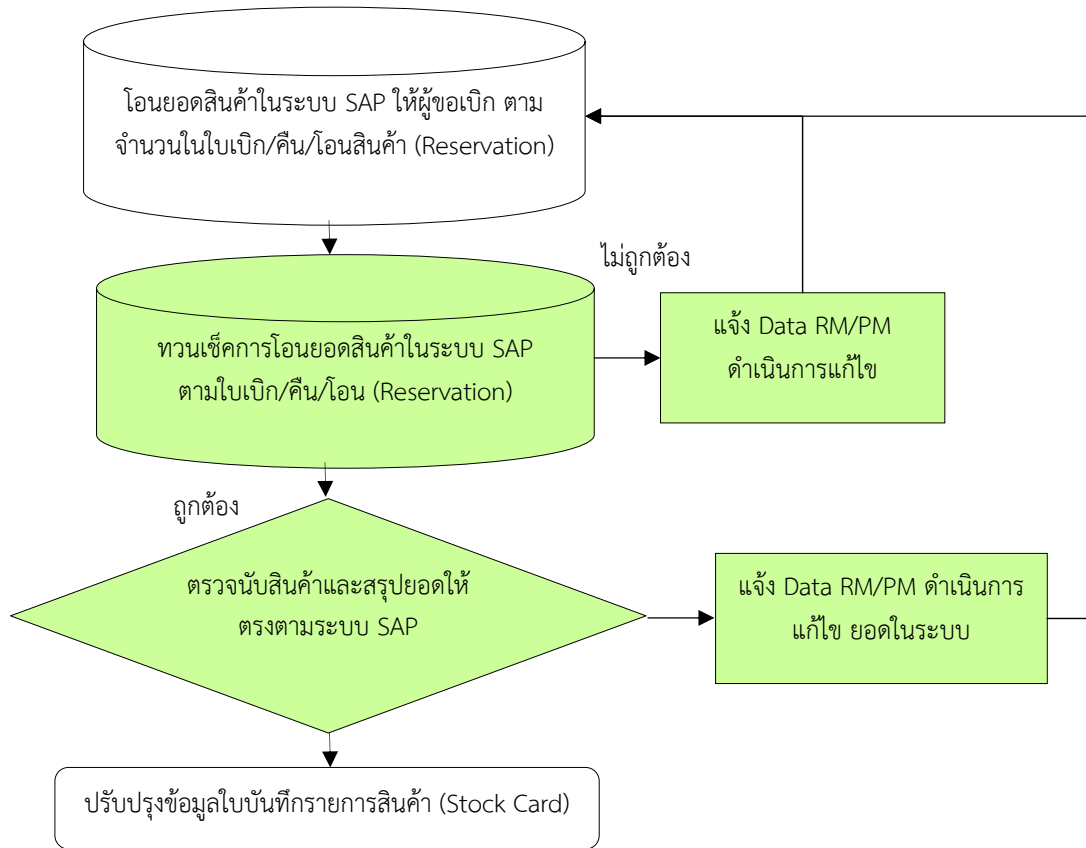 โอนยอดสินค้าในระบบ SAP ให้ผู้ขอเบิก ตาม
จำนวนในใบเบิก/คืน/โอนสินค้า (Reservation)
ไม่ถูกต้อง
ทวนเช็คการโอนยอดสินค้าในระบบ SAP
ตามใบเบิก/คืน/โอน (Reservation)
แจ้ง Data RM/PM
ดำเนินการแก้ไข
ถูกต้อง
ตรวจนับสินค้าและสรุปยอดให้
ตรงตามระบบ SAP
แจ้ง Data RM/PM ดำเนินการ
แก้ไข ยอดในระบบ
ปรับปรุงข้อมูลใบบันทึกรายการสินค้า (Stock Card)